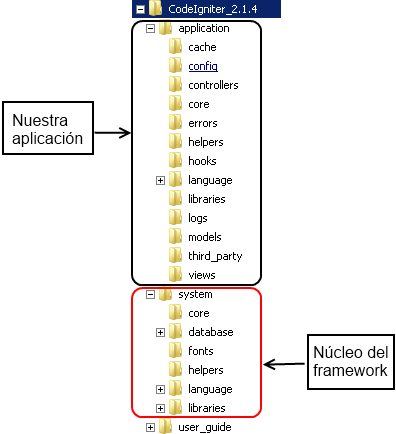 CodeIgniter_2.1.4
application
cache
config
controllers
core
errors
helpers
hooks
language
libraries
logs
models
third_party
views
system
core
database
fonts
helpers
language
libraries
user_guide
Nuestra
aplicación
Núcleo del
framework